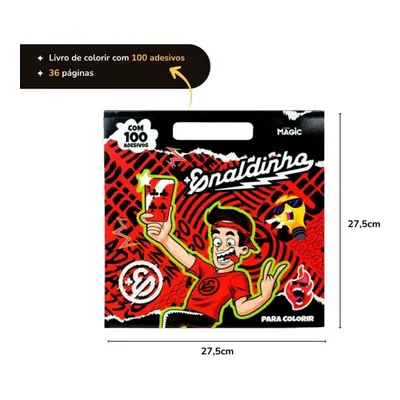 ✦ Livro de colorir com 100 adesivos
✦ 36 páginas
MAGIC
COM
100
ADESIVOS
+Enaldinho
27,5cm
+E
PARA COLORIR
27,5cm